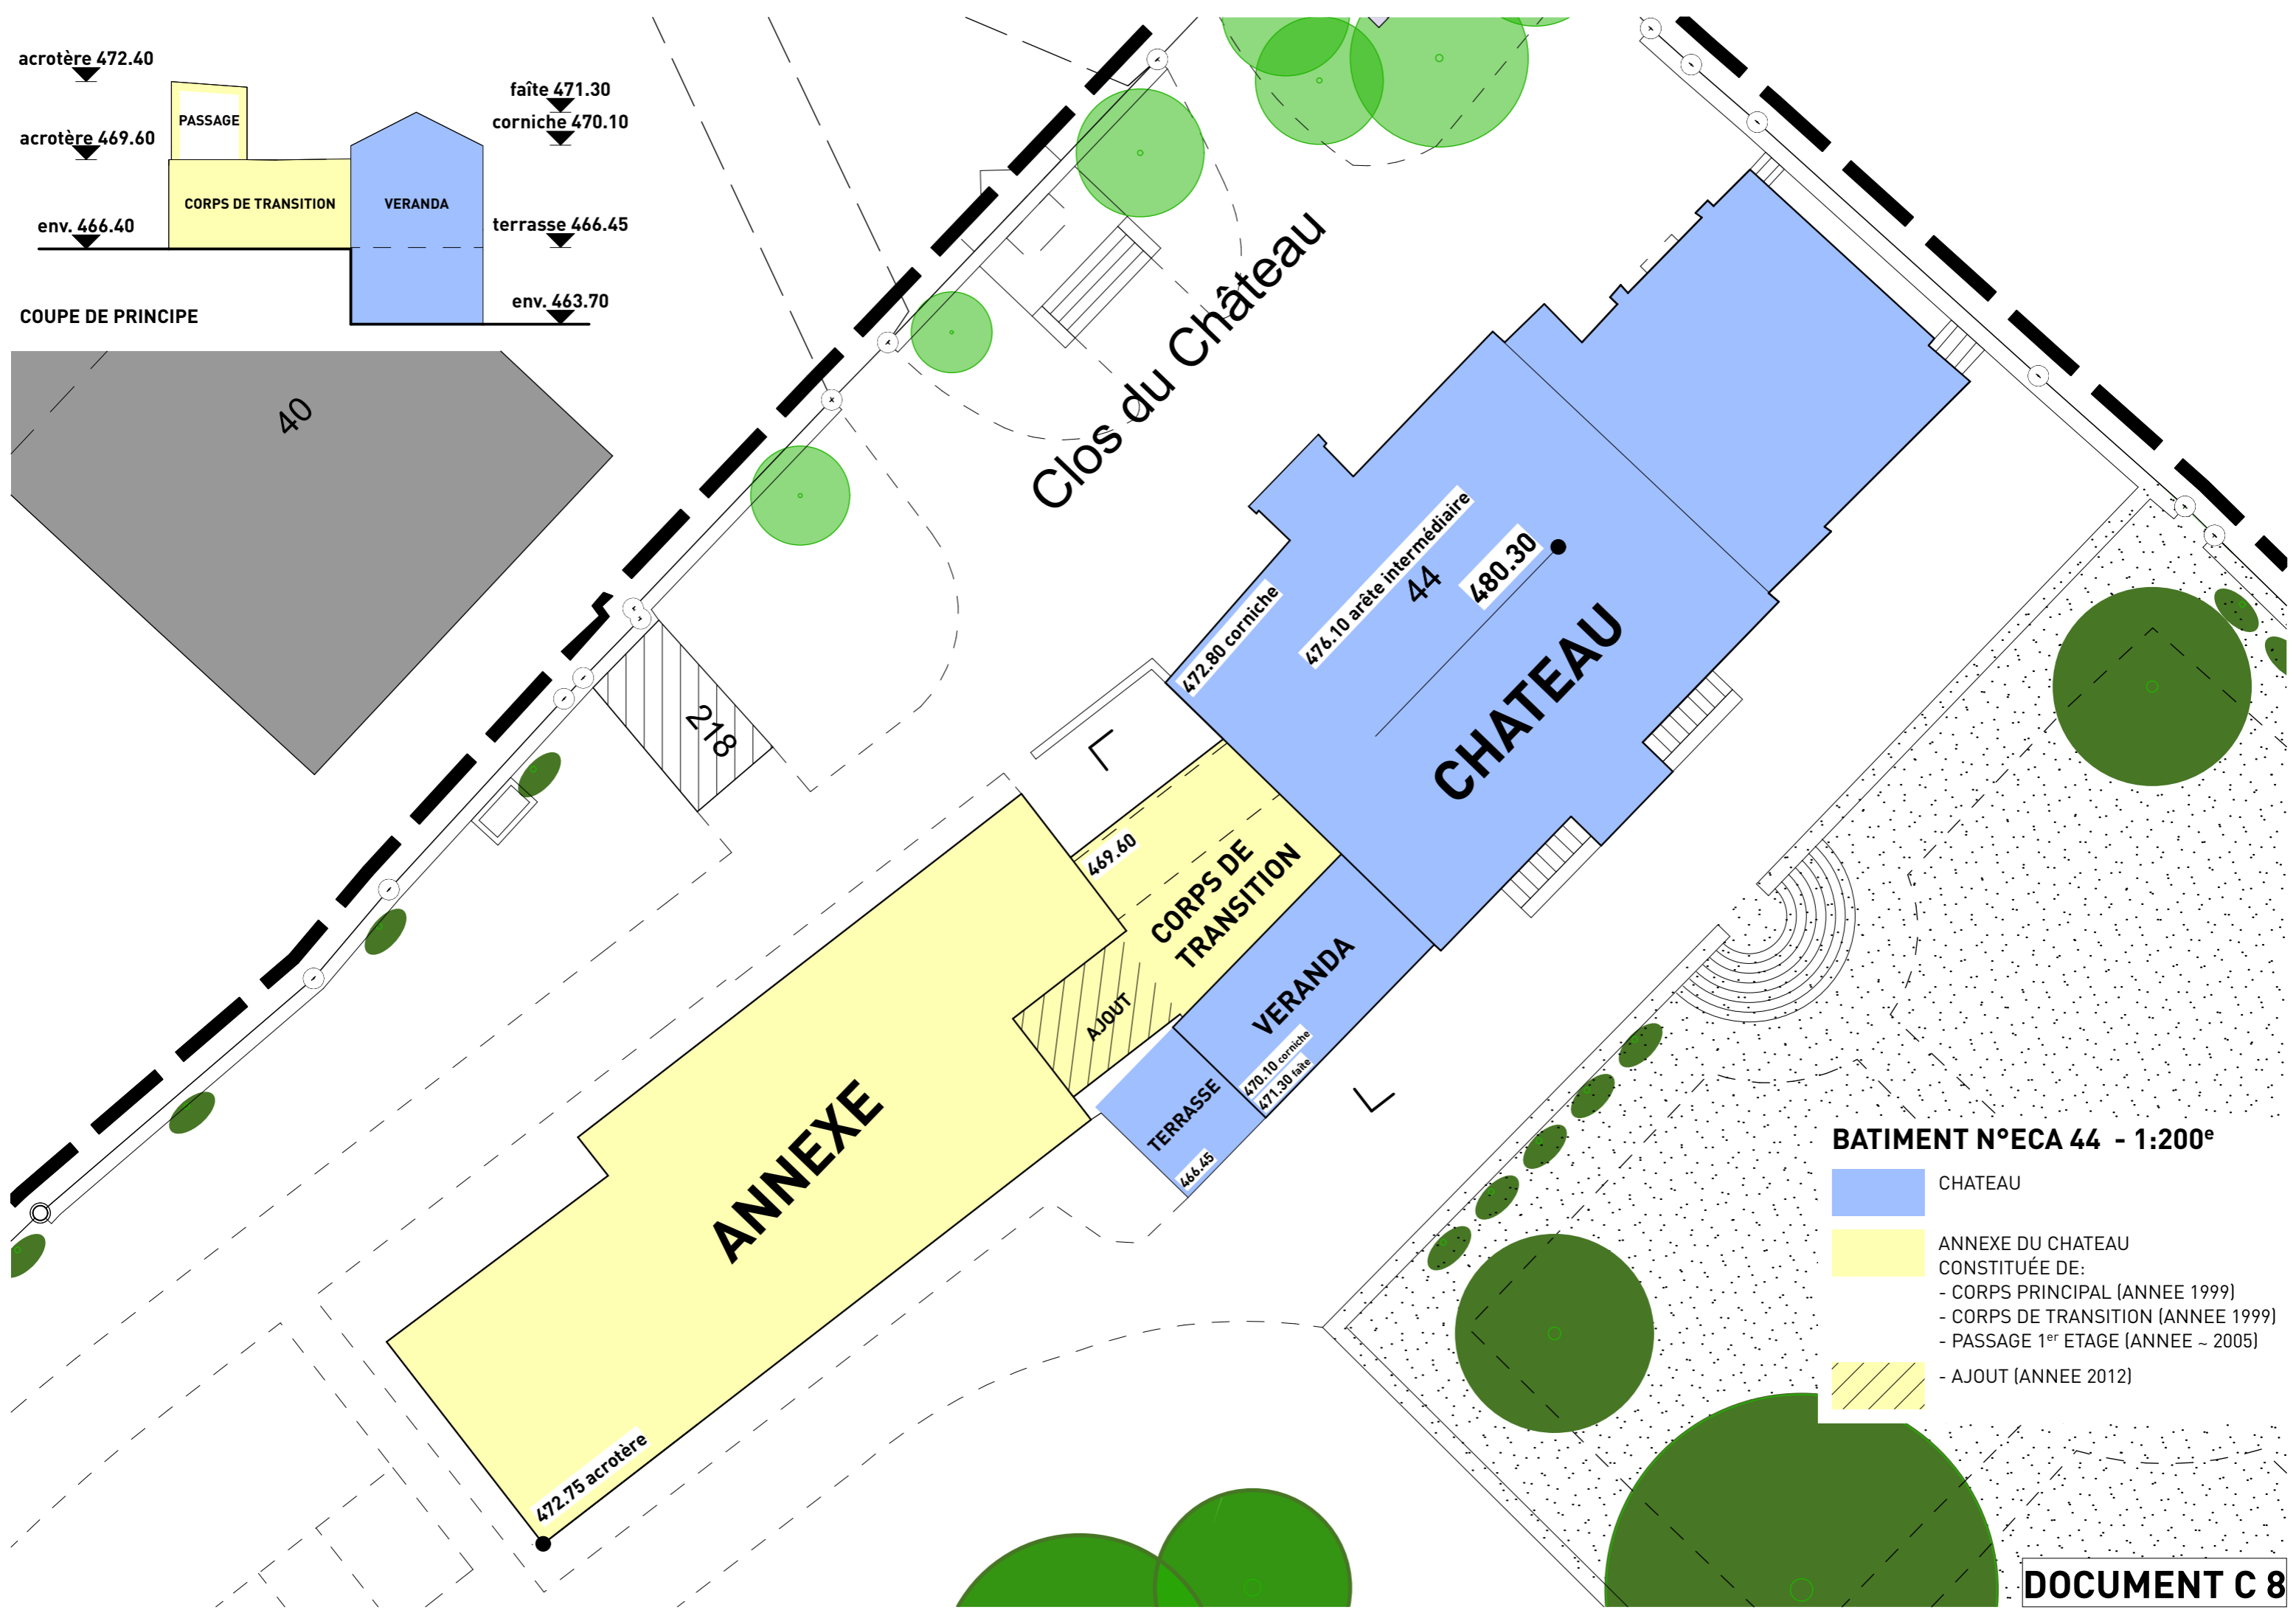 acrotère 472.40
PASSAGE
acrotère 469.60
CORPS DE TRANSITION
env. 466.40
COUPE DE PRINCIPE
faîte 471.30
corniche 470.10
VERANDA
terrasse 466.45
env. 463.70
40
218
Clos du Château
472.80 corniche
476.10 arête intermédiaire
44
480.30
CHATEAU
469.60
CORPS DE
TRANSITION
AJOUT
VERANDA
470.10 corniche
471.30 faîte
TERRASSE
466.45
ANNEXE
472.75 acrotère
BATIMENT N°ECA 44 - 1:200e
CHATEAU
ANNEXE DU CHATEAU
CONSTITUÉE DE:
- CORPS PRINCIPAL (ANNEE 1999)
- CORPS DE TRANSITION (ANNEE 1999)
- PASSAGE 1er ETAGE (ANNEE ~ 2005)
- AJOUT (ANNEE 2012)
DOCUMENT C 8